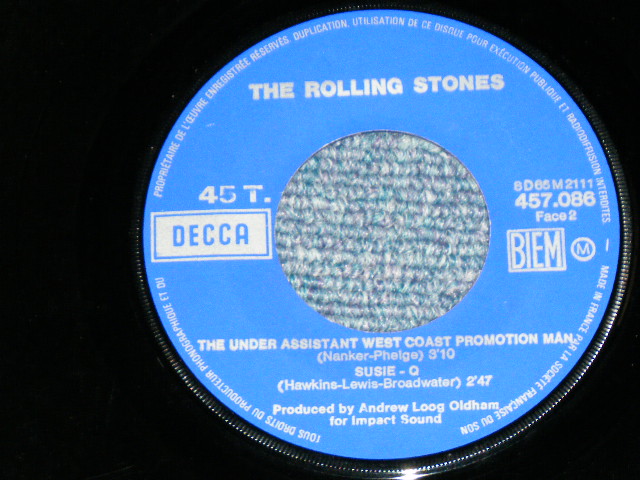 PROPRIÉTAIRE DE L'ŒUVRE ENREGISTRÉE RÉSERVÉS. DUPLICATION, UTILISATION DE CE DISQUE POUR EXÉCUTION PUBLIQUE ET RADIODIFFUSION INTERDITES
THE ROLLING STONES
45 T.
8D65M2111
457.086
Face 2
DECCA
BIEM
M
THE UNDER ASSISTANT WEST COAST PROMOTION MAN
(Nanker-Phelge) 3'10
SUSIE - Q
(Hawkins-Lewis-Broadwater) 2'47
Produced by Andrew Loog Oldham
for Impact Sound
TOUS DROITS DU PRODUCTEUR PHONOGRAPHIQUE ET DU
MADE IN FRANCE PAR LA SOCIÉTÉ FRANÇAISE DU SON